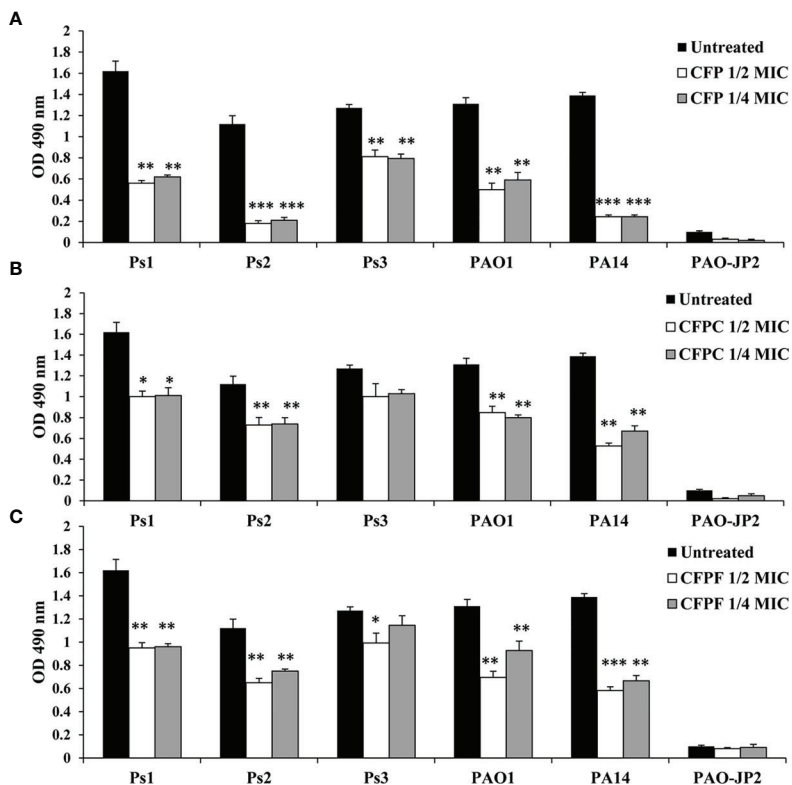 A
OD 490 nm
2
1.8
1.6
1.4
1.2
1
0.8
0.6
0.4
0.2
0
Untreated
CFP 1/2 MIC
CFP 1/4 MIC
** ** *** *** ** ** ** ** *** ***
Ps1 Ps2 Ps3 PAO1 PA14 PAO-JP2
B
OD 490 nm
2
1.8
1.6
1.4
1.2
1
0.8
0.6
0.4
0.2
0
Untreated
CFPC 1/2 MIC
CFPC 1/4 MIC
* * ** ** ** ** ** **
Ps1 Ps2 Ps3 PAO1 PA14 PAO-JP2
C
OD 490 nm
2
1.8
1.6
1.4
1.2
1
0.8
0.6
0.4
0.2
0
Untreated
CFPF 1/2 MIC
CFPF 1/4 MIC
** ** ** ** * ** ** *** **
Ps1 Ps2 Ps3 PAO1 PA14 PAO-JP2